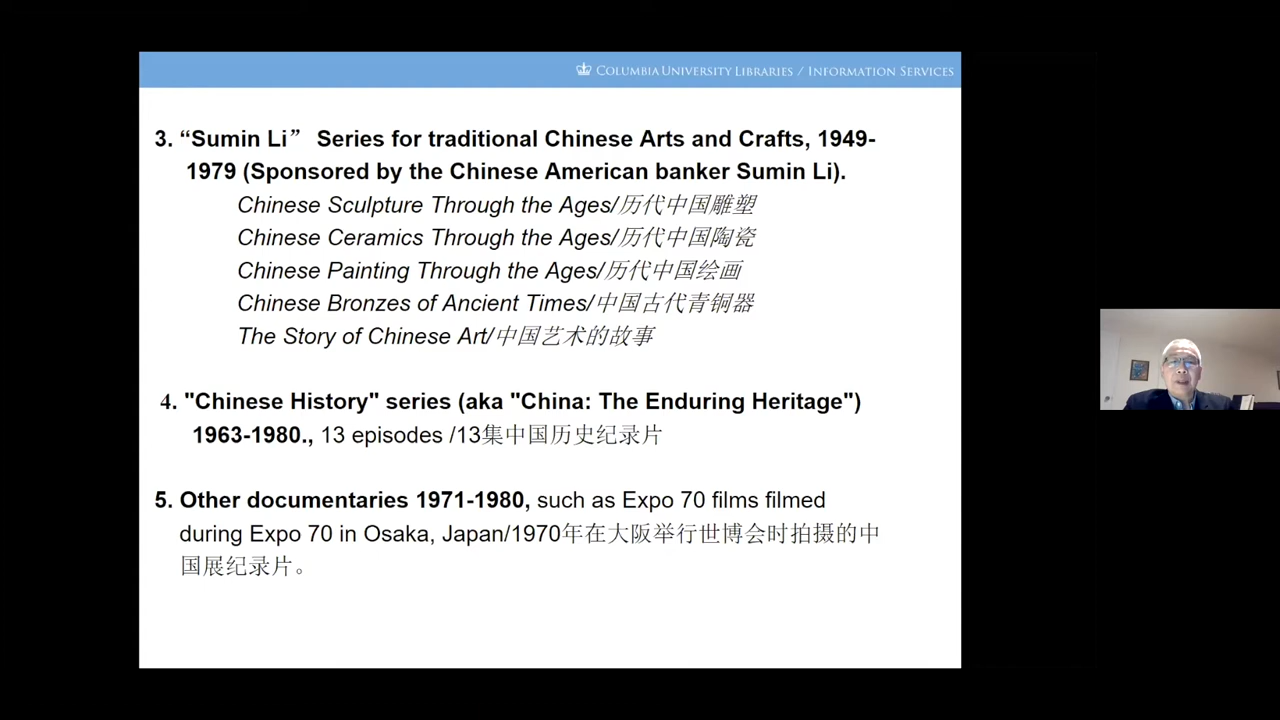 COLUMBIA UNIVERSITY LIBRARIES / INFORMATION SERVICES
3. “Sumin Li” Series for traditional Chinese Arts and Crafts, 1949-
1979 (Sponsored by the Chinese American banker Sumin Li).
Chinese Sculpture Through the Ages/历代中国雕塑
Chinese Ceramics Through the Ages/历代中国陶瓷
Chinese Painting Through the Ages/历代中国绘画
Chinese Bronzes of Ancient Times/中国古代青铜器
The Story of Chinese Art/中国艺术的故事
4. "Chinese History" series (aka "China: The Enduring Heritage")
1963-1980., 13 episodes /13集中国历史纪录片
5. Other documentaries 1971-1980, such as Expo 70 films filmed
during Expo 70 in Osaka, Japan/1970年在大阪举行世博会时拍摄的中
国展纪录片。